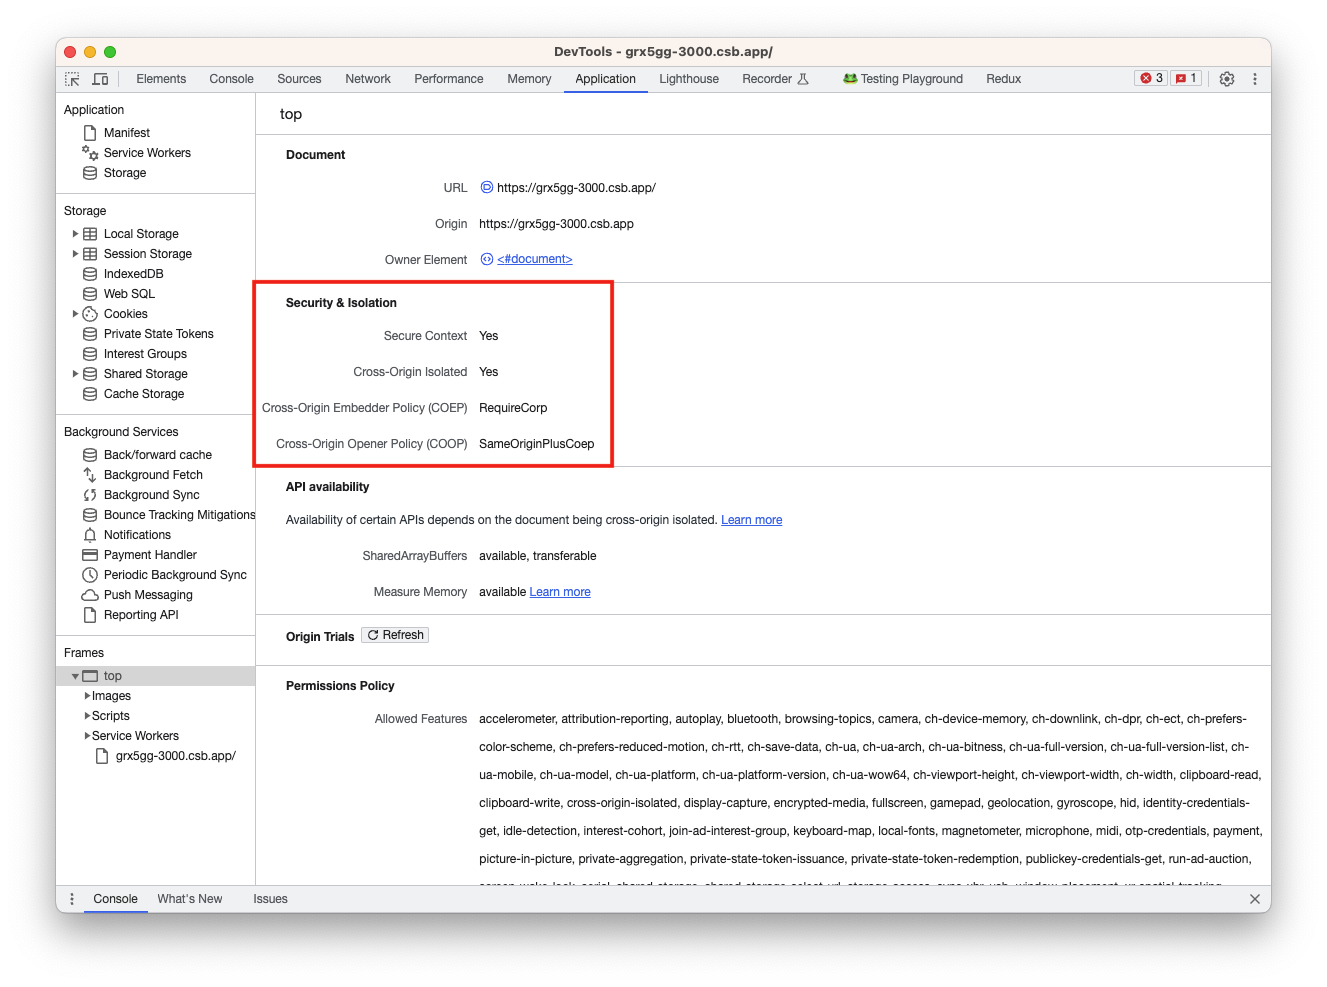 DevTools - grx5gg-3000.csb.app/
Elements Console Sources Network Performance Memory Application Lighthouse Recorder Testing Playground Redux 3 1
Application
Manifest
Service Workers
Storage
Storage
Local Storage
Session Storage
IndexedDB
Web SQL
Cookies
Private State Tokens
Interest Groups
Shared Storage
Cache Storage
Background Services
Back/forward cache
Background Fetch
Background Sync
Bounce Tracking Mitigations
Notifications
Payment Handler
Periodic Background Sync
Push Messaging
Reporting API
Frames
top
Images
Scripts
Service Workers
grx5gg-3000.csb.app/
top
Document
URL https://grx5gg-3000.csb.app/
Origin https://grx5gg-3000.csb.app
Owner Element <#document>
Security & Isolation
Secure Context Yes
Cross-Origin Isolated Yes
Cross-Origin Embedder Policy (COEP) RequireCorp
Cross-Origin Opener Policy (COOP) SameOriginPlusCoep
API availability
Availability of certain APIs depends on the document being cross-origin isolated. Learn more
SharedArrayBuffers available, transferable
Measure Memory available Learn more
Origin Trials Refresh
Permissions Policy
Allowed Features accelerometer, attribution-reporting, autoplay, bluetooth, browsing-topics, camera, ch-device-memory, ch-downlink, ch-dpr, ch-ect, ch-prefers-
color-scheme, ch-prefers-reduced-motion, ch-rtt, ch-save-data, ch-ua, ch-ua-arch, ch-ua-bitness, ch-ua-full-version, ch-ua-full-version-list, ch-
ua-mobile, ch-ua-model, ch-ua-platform, ch-ua-platform-version, ch-ua-wow64, ch-viewport-height, ch-viewport-width, ch-width, clipboard-read,
clipboard-write, cross-origin-isolated, display-capture, encrypted-media, fullscreen, gamepad, geolocation, gyroscope, hid, identity-credentials-
get, idle-detection, interest-cohort, join-ad-interest-group, keyboard-map, local-fonts, magnetometer, microphone, midi, otp-credentials, payment,
picture-in-picture, private-aggregation, private-state-token-issuance, private-state-token-redemption, publickey-credentials-get, run-ad-auction,
Console What's New Issues